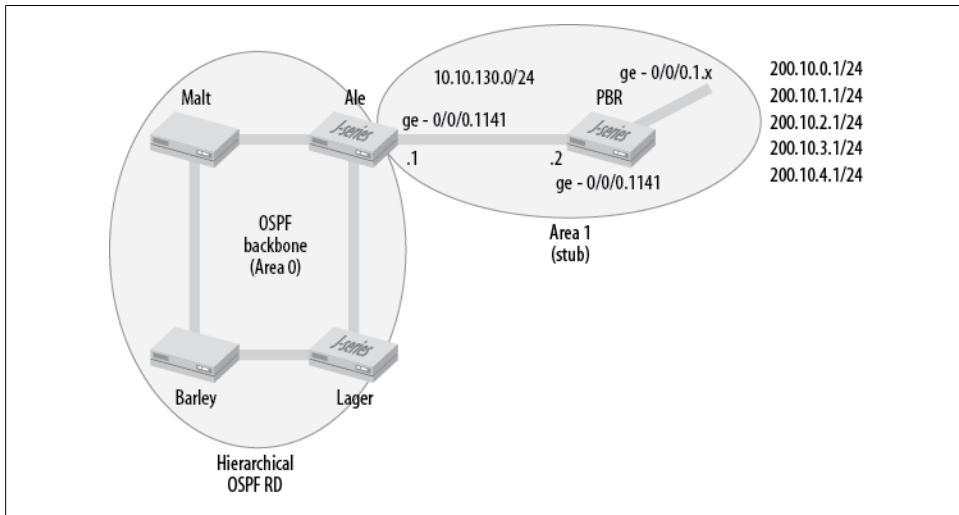 Malt
Ale
J-series
10.10.130.0/24
ge - 0/0/0.1141
.1
ge - 0/0/0.1.x
PBR
J-series
.2
ge - 0/0/0.1141
200.10.0.1/24
200.10.1.1/24
200.10.2.1/24
200.10.3.1/24
200.10.4.1/24
Area 1
(stub)
OSPF
backbone
(Area 0)
Barley
J-series
Lager
Hierarchical
OSPF RD